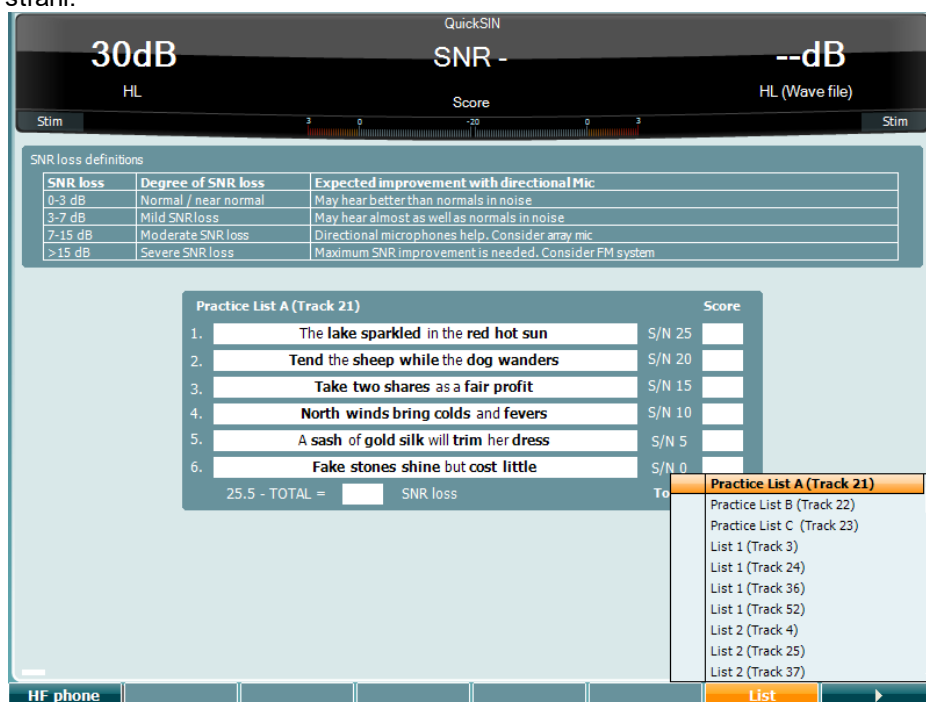 strani.
QuickSIN
30dB SNR - --dB
HL HL (Wave file)
Score
Stim 3 0 -20 0 3 Stim
SNR loss definitions
SNR loss Degree of SNR loss Expected improvement with directional Mic
0-3 dB Normal / near normal May hear better than normals in noise
3-7 dB Mild SNR loss May hear almost as well as normals in noise
7-15 dB Moderate SNR loss Directional microphones help. Consider array mic
>15 dB Severe SNR loss Maximum SNR improvement is needed. Consider FM system
Practice List A (Track 21) Score
1. The lake sparkled in the red hot sun S/N 25
2. Tend the sheep while the dog wanders S/N 20
3. Take two shares as a fair profit S/N 15
4. North winds bring colds and fevers S/N 10
5. A sash of gold silk will trim her dress S/N 5
6. Fake stones shine but cost little S/N 0
25.5 - TOTAL = SNR loss To
Practice List A (Track 21)
Practice List B (Track 22)
Practice List C (Track 23)
List 1 (Track 3)
List 1 (Track 24)
List 1 (Track 36)
List 1 (Track 52)
List 2 (Track 4)
List 2 (Track 25)
List 2 (Track 37)
HF phone List